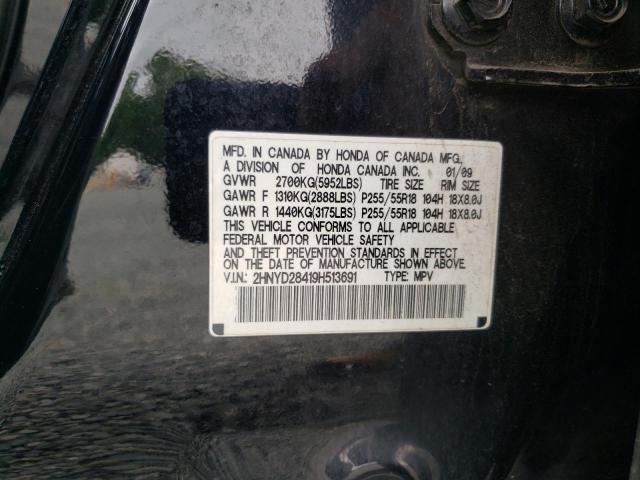 MFD. IN CANADA BY HONDA OF CANADA MFG.,
A DIVISION OF HONDA CANADA INC. 01/09
GVWR 2700KG(5952LBS) TIRE SIZE RIM SIZE
GAWR F 1310KG(2888LBS) P255/55R18 104H 18X8.0J
GAWR R 1440KG(3175LBS) P255/55R18 104H 18X8.0J
THIS VEHICLE CONFORMS TO ALL APPLICABLE
FEDERAL MOTOR VEHICLE SAFETY
AND THEFT PREVENTION STANDARDS IN EFFECT
ON THE DATE OF MANUFACTURE SHOWN ABOVE.
V.I.N.: 2HNYD28419H513691 TYPE: MPV